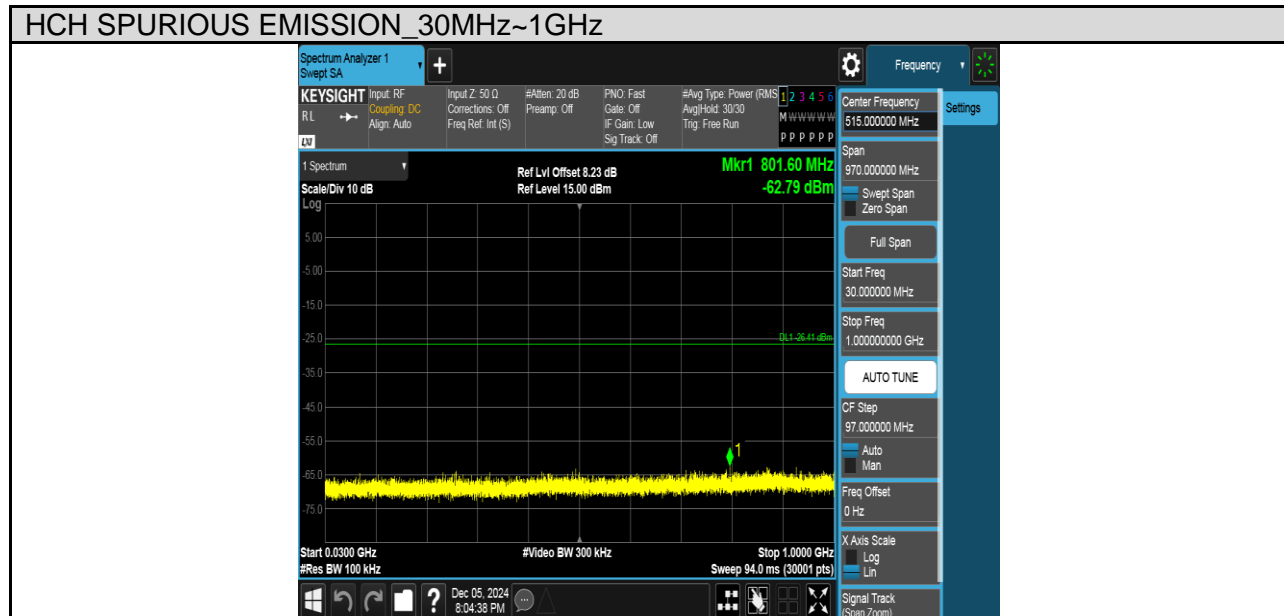 HCH SPURIOUS EMISSION_30MHz~1GHz
Spectrum Analyzer 1
Swept SA
+
Frequency
KEYSIGHT
RL
LXI
Input: RF
Coupling: DC
Align: Auto
Input Z: 50 Ω
Corrections: Off
Freq Ref: Int (S)
#Atten: 20 dB
Preamp: Off
PNO: Fast
Gate: Off
IF Gain: Low
Sig Track: Off
#Avg Type: Power (RMS
Avg|Hold: 30/30
Trig: Free Run
1 2 3 4 5 6
M W W W W W
P P P P P P
1 Spectrum
Scale/Div 10 dB
Log
Ref Lvl Offset 8.23 dB
Ref Level 15.00 dBm
Mkr1 801.60 MHz
-62.79 dBm
5.00
-5.00
-15.0
-25.0
DL1 -26.41 dBm
-35.0
-45.0
-55.0
1
-65.0
-75.0
Start 0.0300 GHz
#Res BW 100 kHz
#Video BW 300 kHz
Stop 1.0000 GHz
Sweep 94.0 ms (30001 pts)
?
Dec 05, 2024
8:04:38 PM
Center Frequency
515.000000 MHz
Settings
Span
970.000000 MHz
Swept Span
Zero Span
Full Span
Start Freq
30.000000 MHz
Stop Freq
1.000000000 GHz
AUTO TUNE
CF Step
97.000000 MHz
Auto
Man
Freq Offset
0 Hz
X Axis Scale
Log
Lin
Signal Track
(Span Zoom)